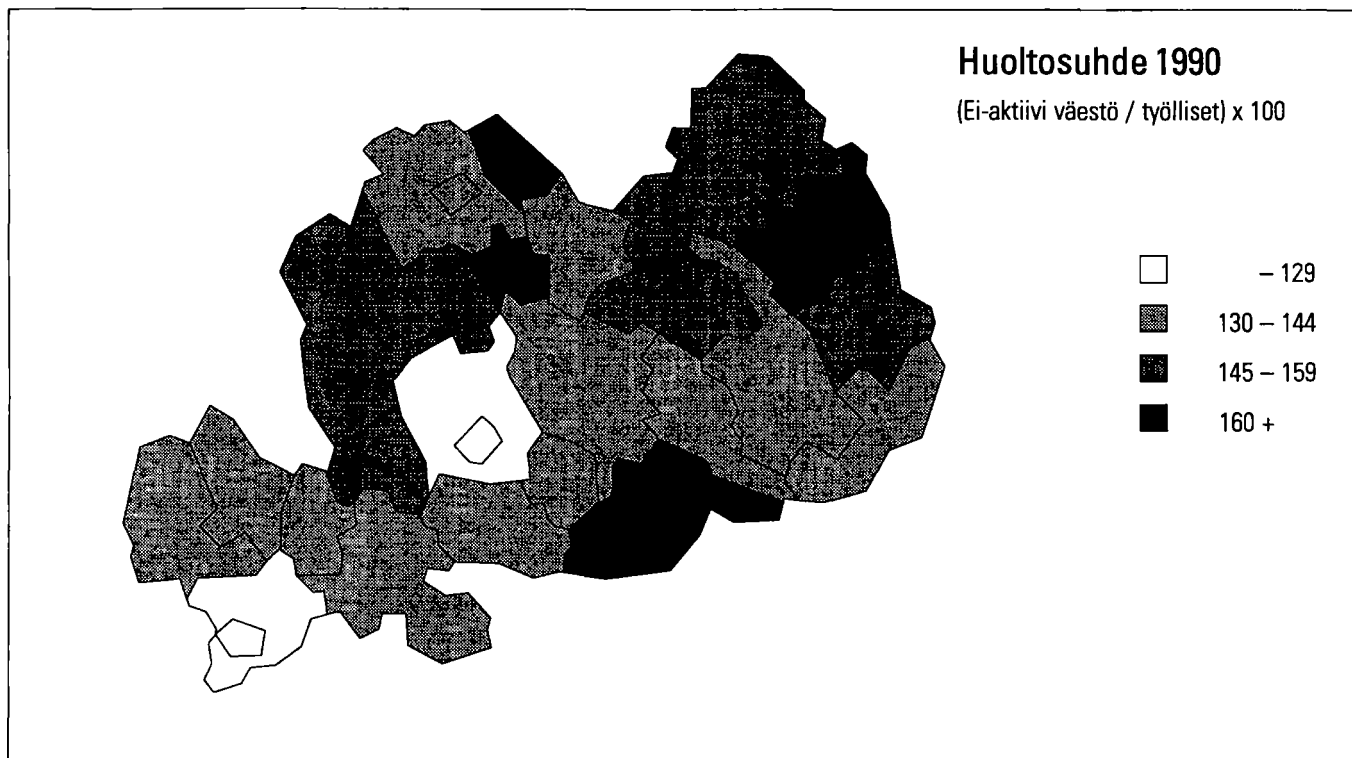 Huoltosuhde 1990
(Ei-aktiivi väestö / työlliset) x 100
– 129
130 – 144
145 – 159
160 +